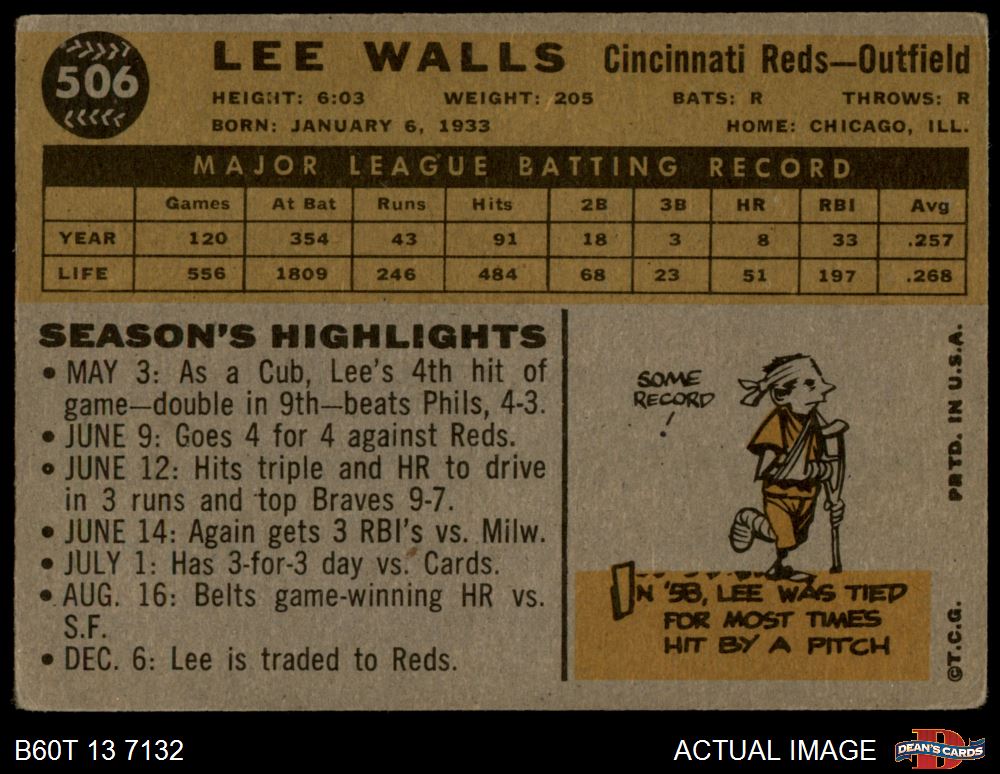 506
LEE WALLS Cincinnati Reds—Outfield
HEIGHT: 6:03 WEIGHT: 205 BATS: R THROWS: R
BORN: JANUARY 6, 1933 HOME: CHICAGO, ILL.
MAJOR LEAGUE BATTING RECORD
Games At Bat Runs Hits 2B 3B HR RBI Avg
YEAR 120 354 43 91 18 3 8 33 .257
LIFE 556 1809 246 484 68 23 51 197 .268
SEASON'S HIGHLIGHTS
• MAY 3: As a Cub, Lee's 4th hit of
game—double in 9th—beats Phils, 4-3.
• JUNE 9: Goes 4 for 4 against Reds.
• JUNE 12: Hits triple and HR to drive
in 3 runs and top Braves 9-7.
• JUNE 14: Again gets 3 RBI's vs. Milw.
• JULY 1: Has 3-for-3 day vs. Cards.
• AUG. 16: Belts game-winning HR vs.
S.F.
• DEC. 6: Lee is traded to Reds.
SOME
RECORD
!
IN '58, LEE WAS TIED
FOR MOST TIMES
HIT BY A PITCH
©T.C.G. PRTD. IN U.S.A.
B60T 13 7132 ACTUAL IMAGE
D
DEAN'S CARDS